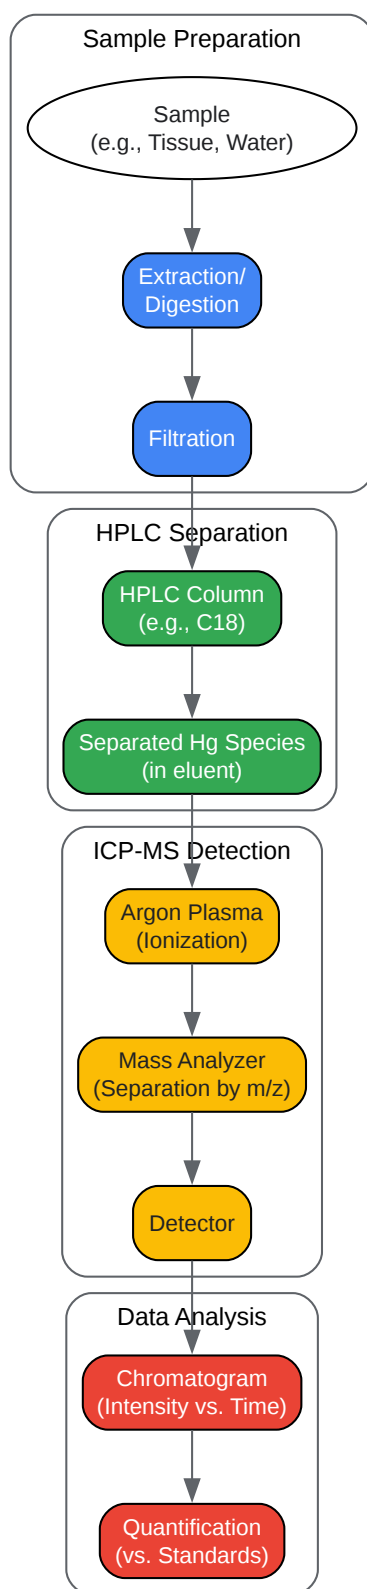 Sample Preparation
Sample
(e.g., Tissue, Water)
Extraction/
Digestion
Filtration
HPLC Separation
HPLC Column
(e.g., C18)
Separated Hg Species
(in eluent)
ICP-MS Detection
Argon Plasma
(Ionization)
Mass Analyzer
(Separation by m/z)
Detector
Data Analysis
Chromatogram
(Intensity vs. Time)
Quantification
(vs. Standards)